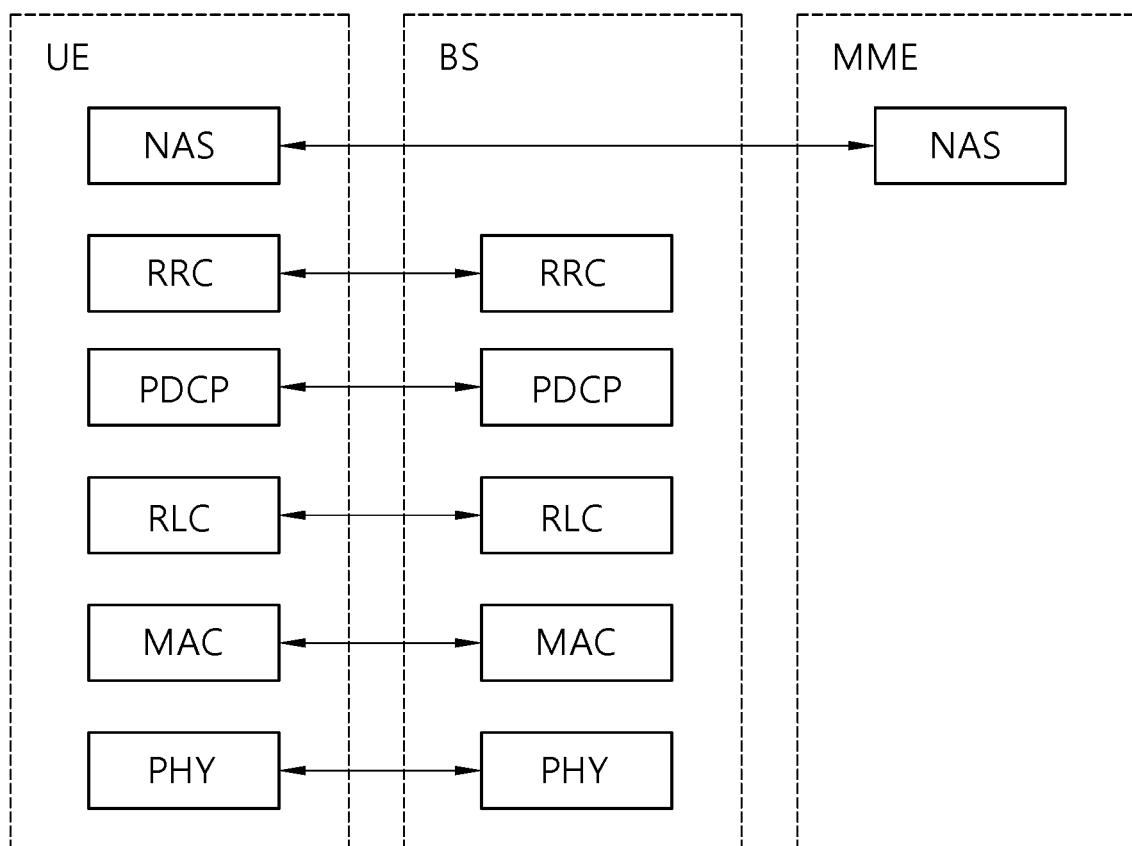 UE BS MME
NAS NAS
RRC RRC
PDCP PDCP
RLC RLC
MAC MAC
PHY PHY